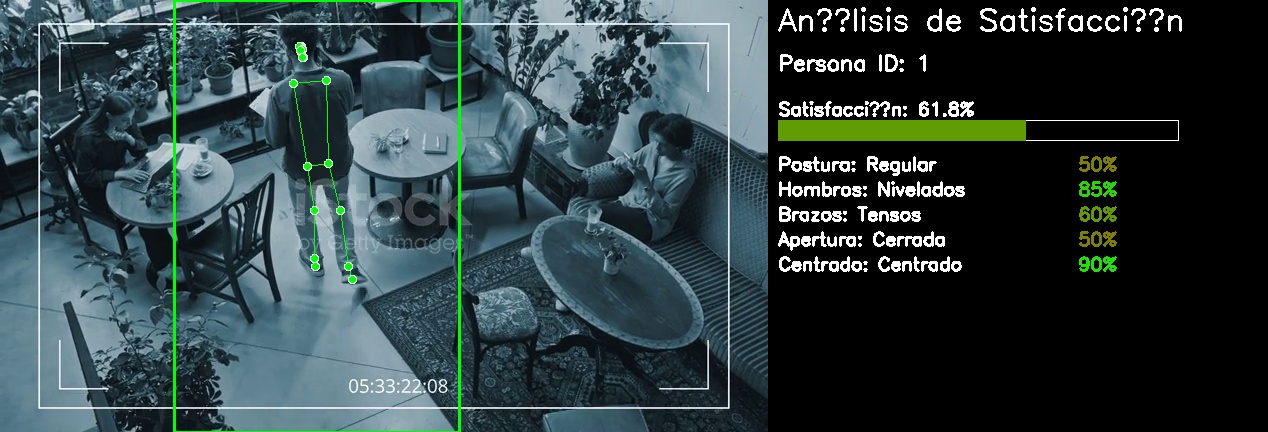 An??lisis de Satisfacci??n
Persona ID: 1
Satisfacci??n: 61.8%
Postura: Regular 50%
Hombros: Nivelados 85%
Brazos: Tensos 60%
Apertura: Cerrada 50%
Centrado: Centrado 90%
iStock
by Getty Images™
05:33:22:08